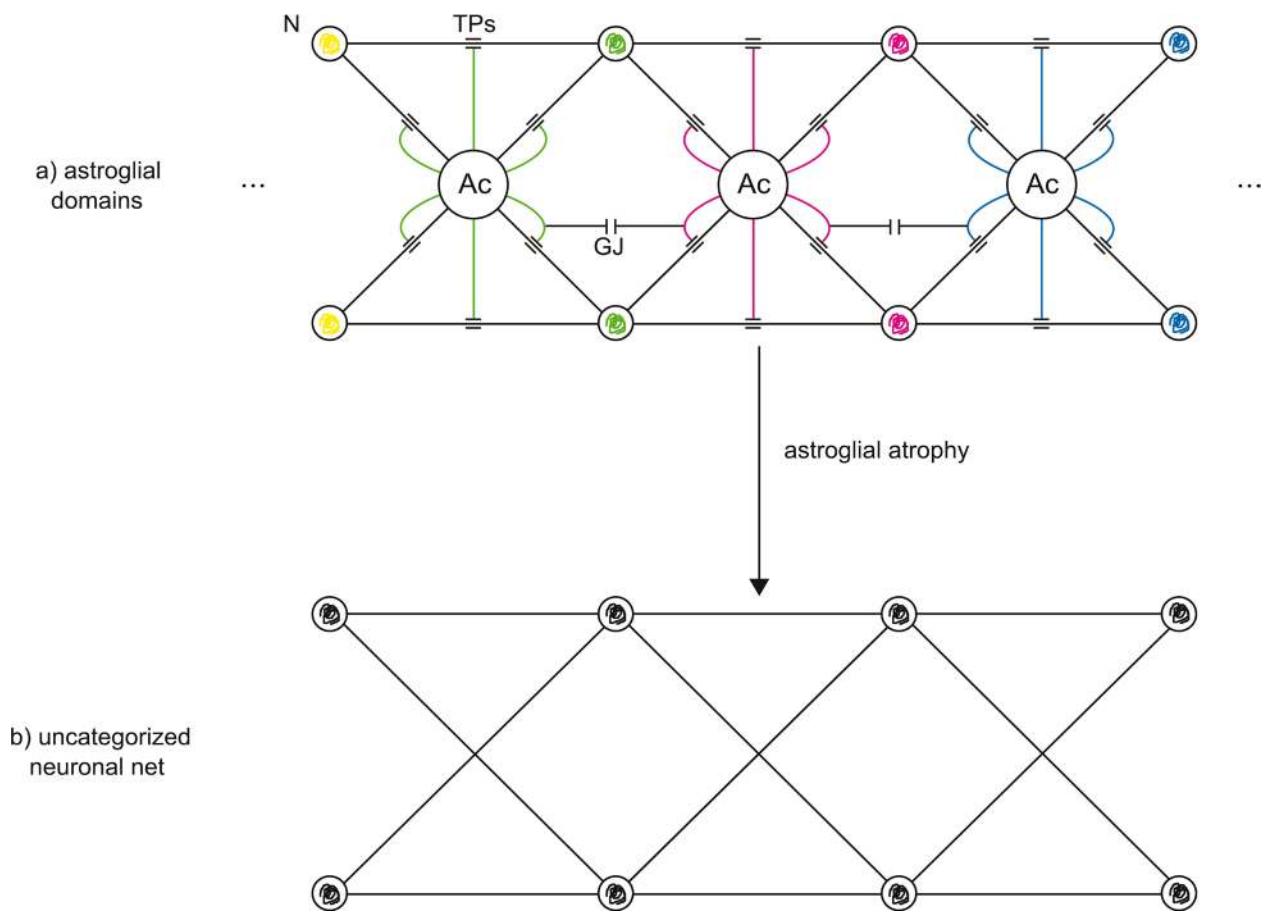 N
TPs
a) astroglial
domains
...
Ac
Ac
Ac
...
GJ
astroglial atrophy
b) uncategorized
neuronal net